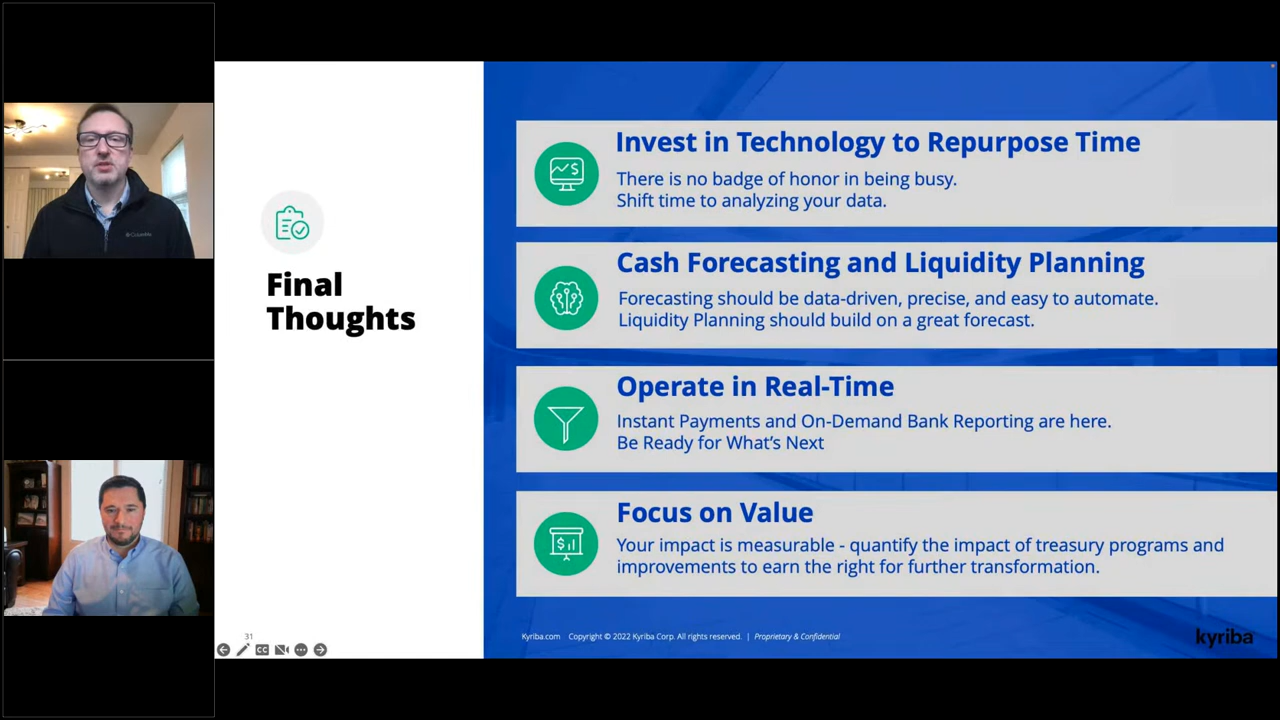 Final
Thoughts
Invest in Technology to Repurpose Time
There is no badge of honor in being busy.
Shift time to analyzing your data.
Cash Forecasting and Liquidity Planning
Forecasting should be data-driven, precise, and easy to automate.
Liquidity Planning should build on a great forecast.
Operate in Real-Time
Instant Payments and On-Demand Bank Reporting are here.
Be Ready for What’s Next
Focus on Value
Your impact is measurable - quantify the impact of treasury programs and
improvements to earn the right for further transformation.
31
CC
Kyriba.com Copyright © 2022 Kyriba Corp. All rights reserved. | Proprietary & Confidential
kyriba
Columbia